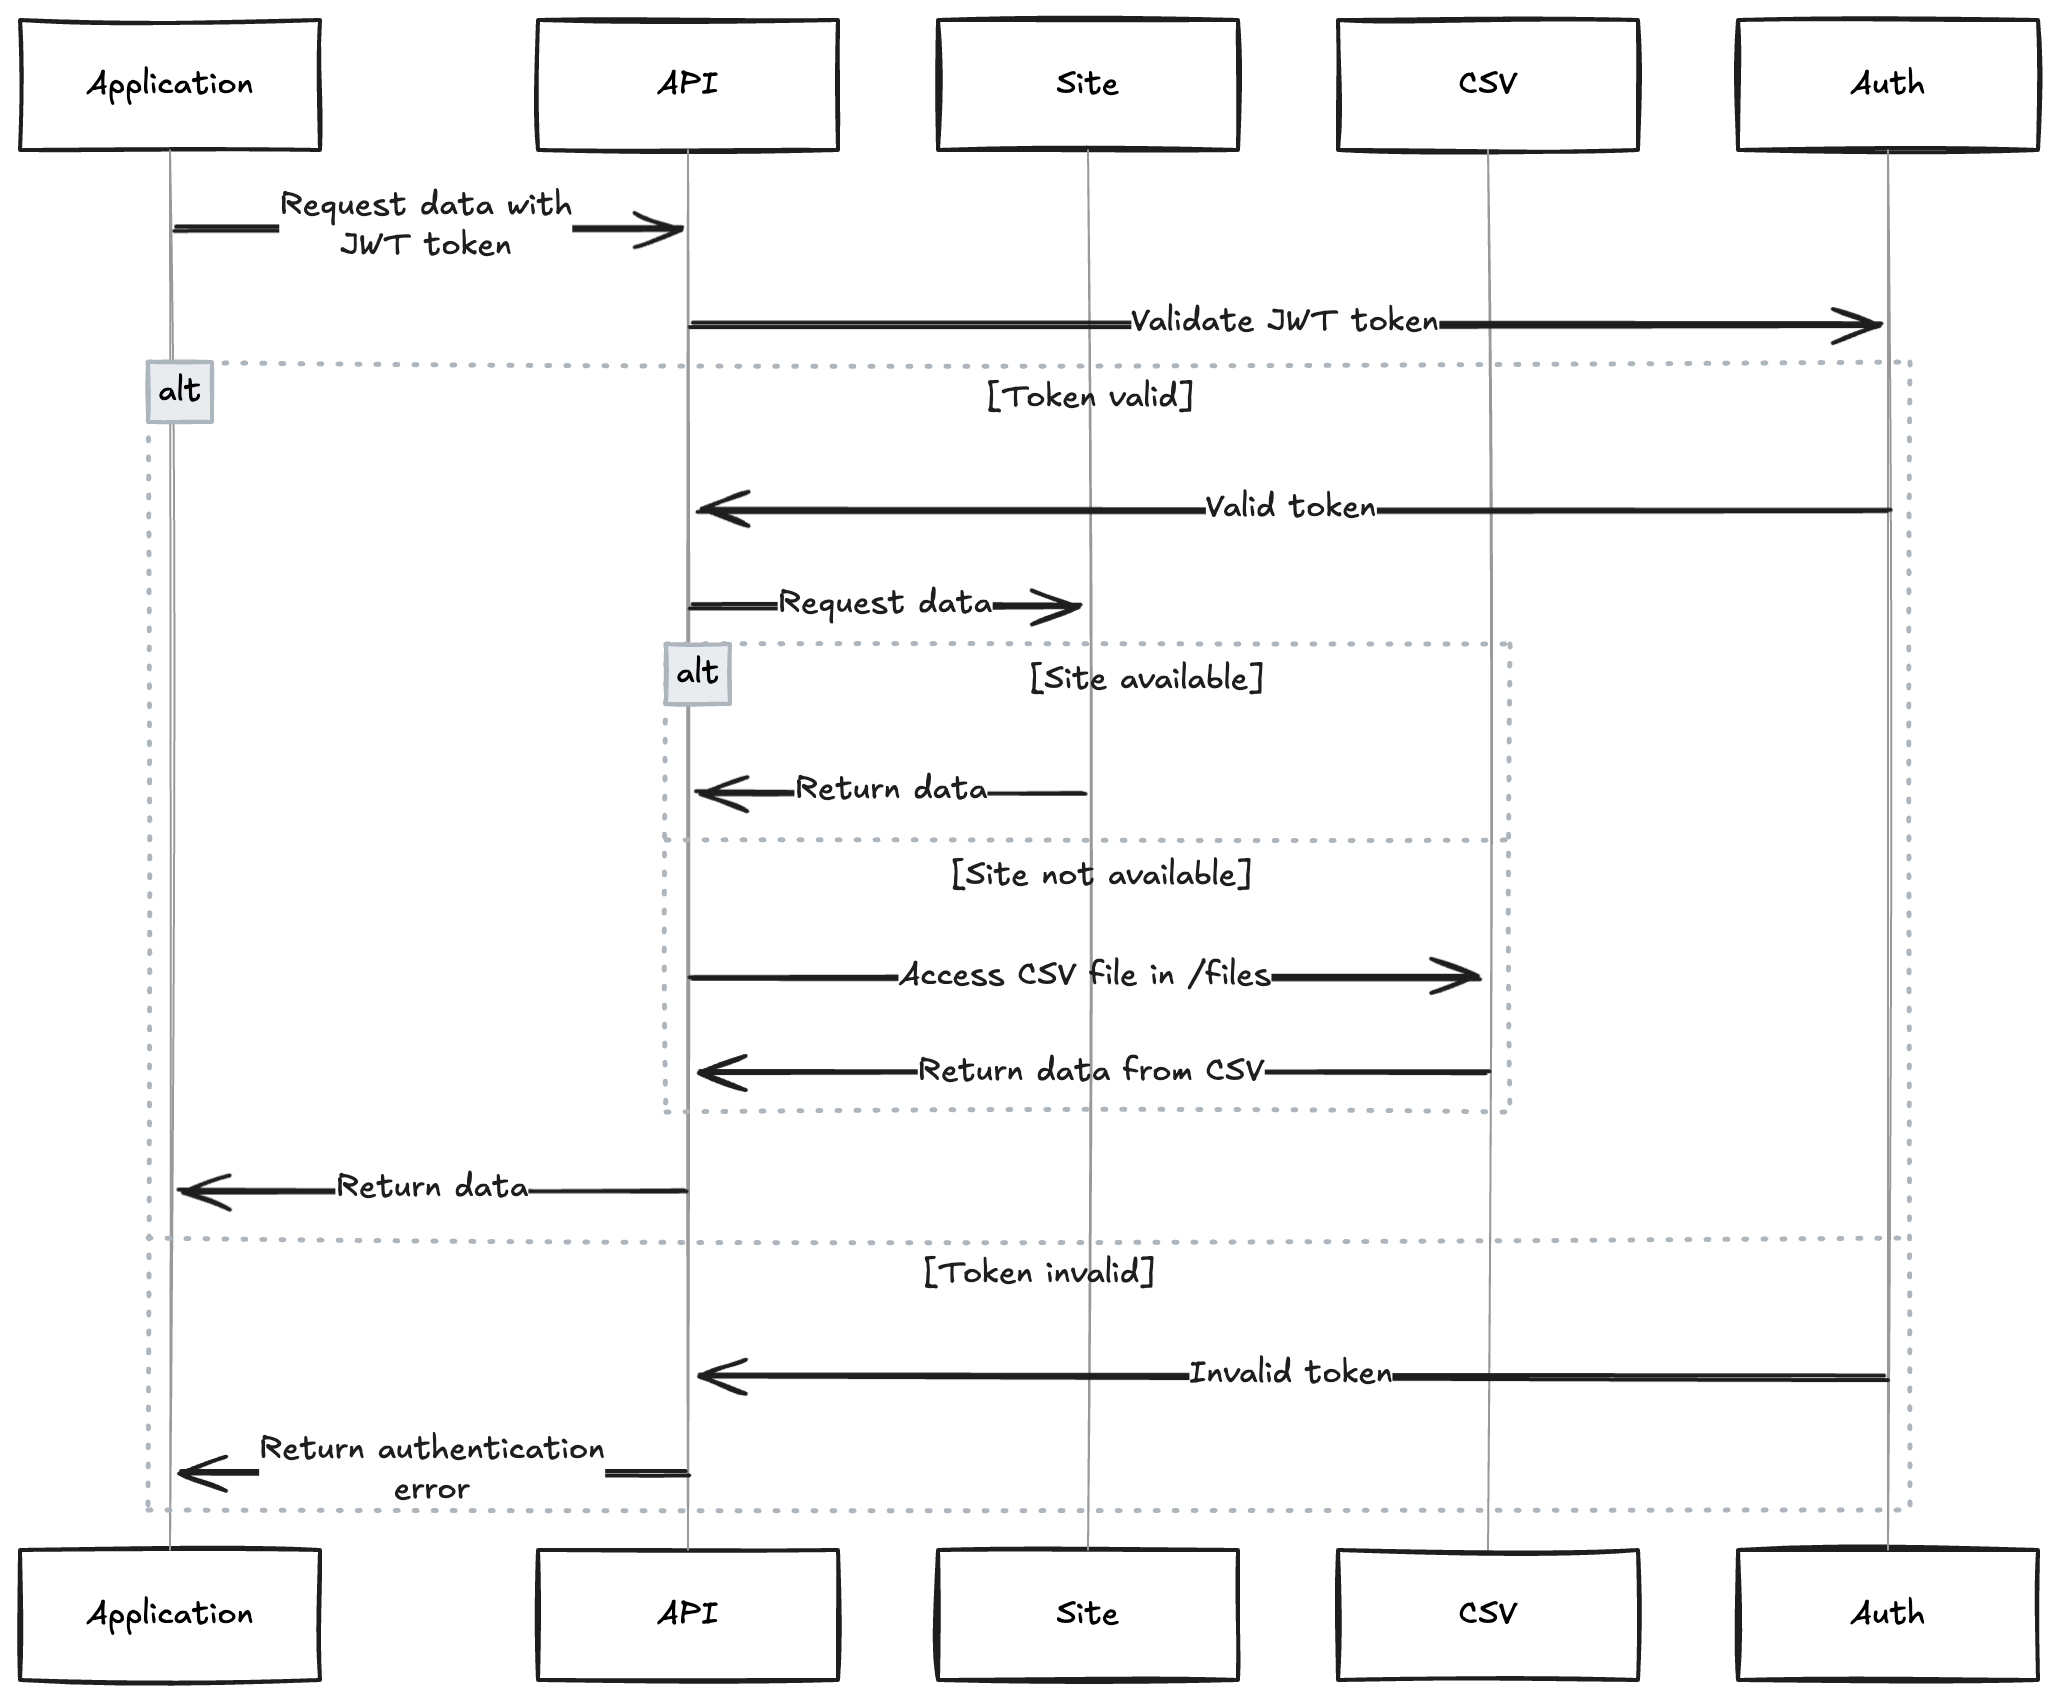 Application
API
Site
CSV
Auth
Request data with
JWT token
Validate JWT token
alt
[Token valid]
Valid token
Request data
alt
[Site available]
Return data
[Site not available]
Access CSV file in /files
Return data from CSV
Return data
[Token invalid]
Invalid token
Return authentication
error
Application
API
Site
CSV
Auth